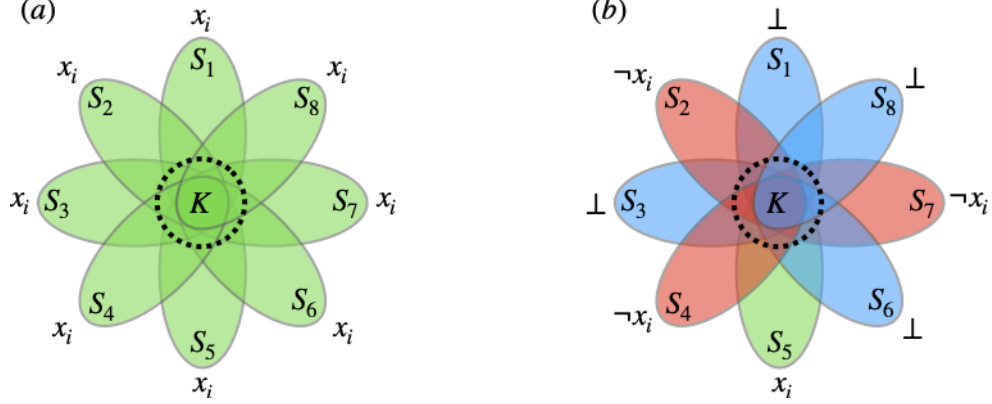 (a)
x_i
S_1
x_i
S_2
x_i
S_8
x_i
S_3
K
S_7
x_i
S_4
x_i
S_6
x_i
S_5
x_i
(b)
⊥
S_1
¬x_i
S_2
⊥
S_8
⊥
S_3
K
S_7
¬x_i
S_4
¬x_i
S_6
⊥
S_5
x_i